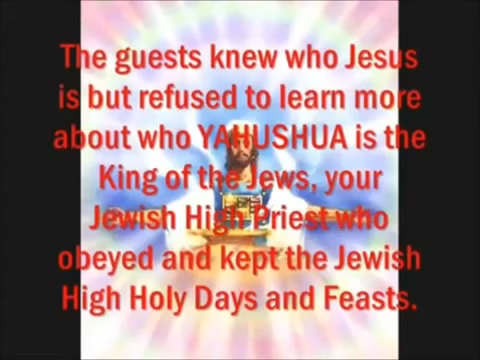 The guests knew who Jesus
is but refused to learn more
about who YAHUSHUA is the
King of the Jews, your
Jewish High Priest who
obeyed and kept the Jewish
High Holy Days and Feasts.